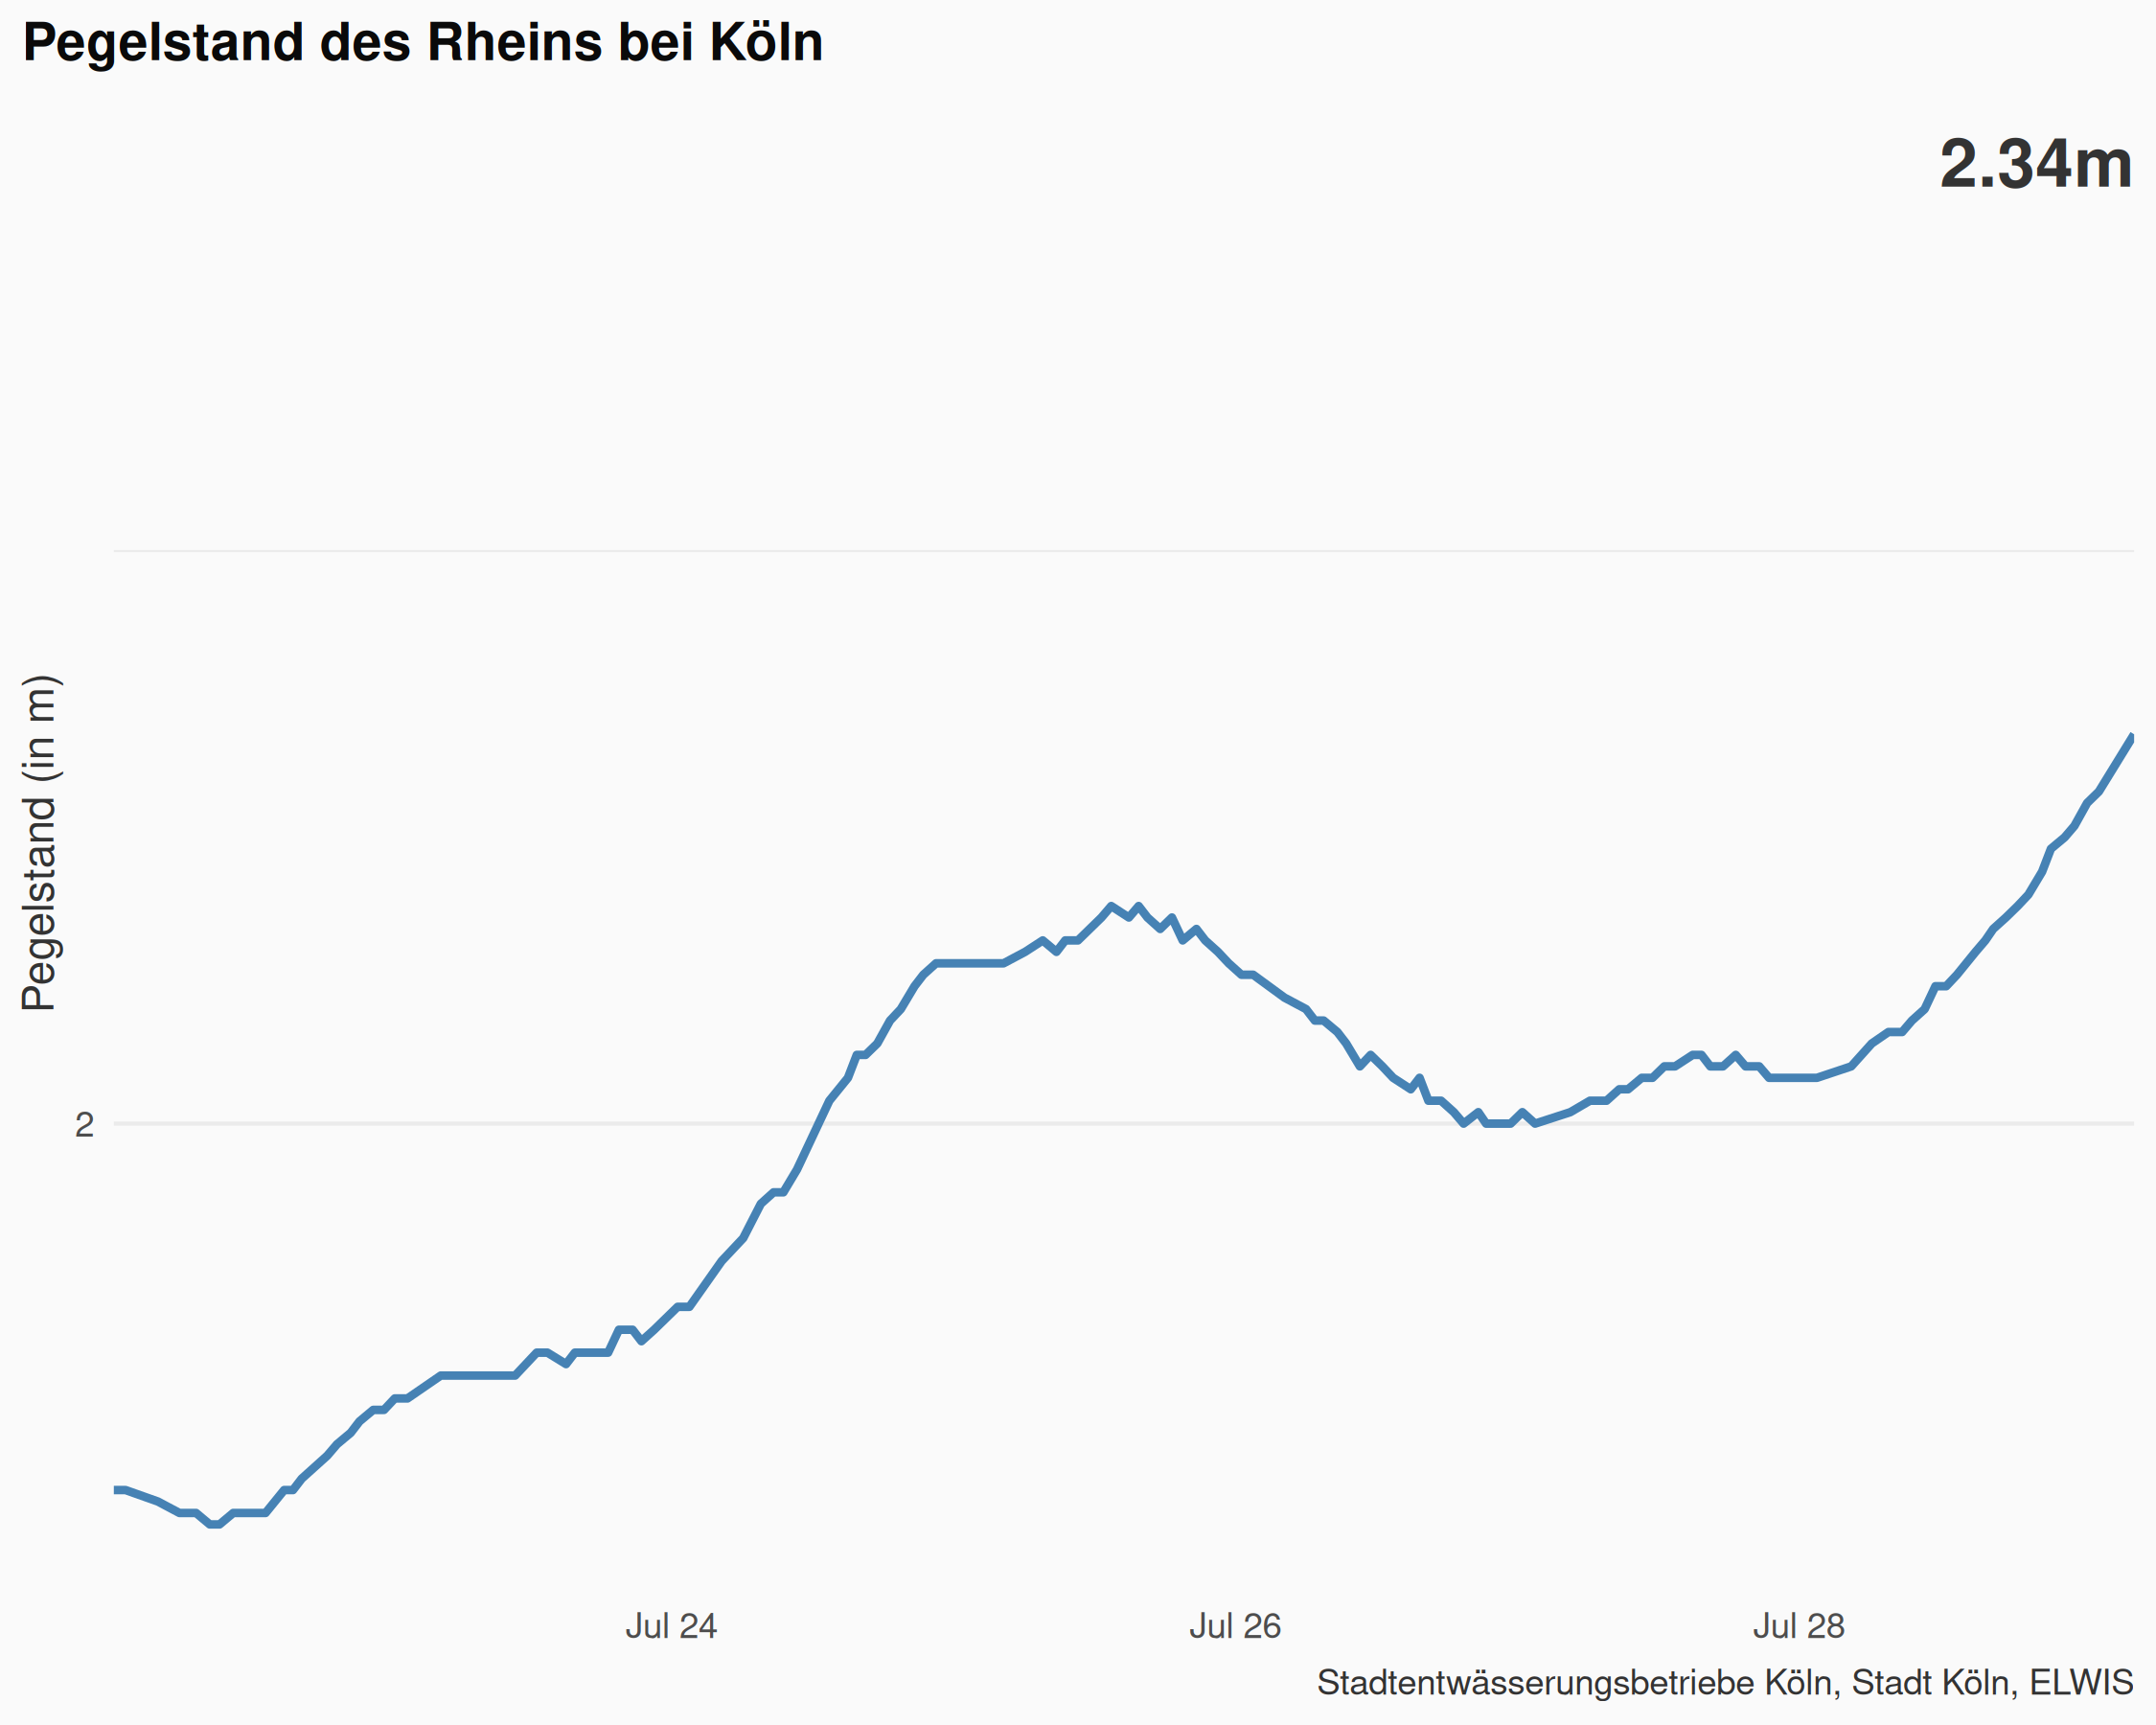 Pegelstand des Rheins bei Köln
2.34m
Pegelstand (in m)
2
Jul 24
Jul 26
Jul 28
Stadtentwässerungsbetriebe Köln, Stadt Köln, ELWIS